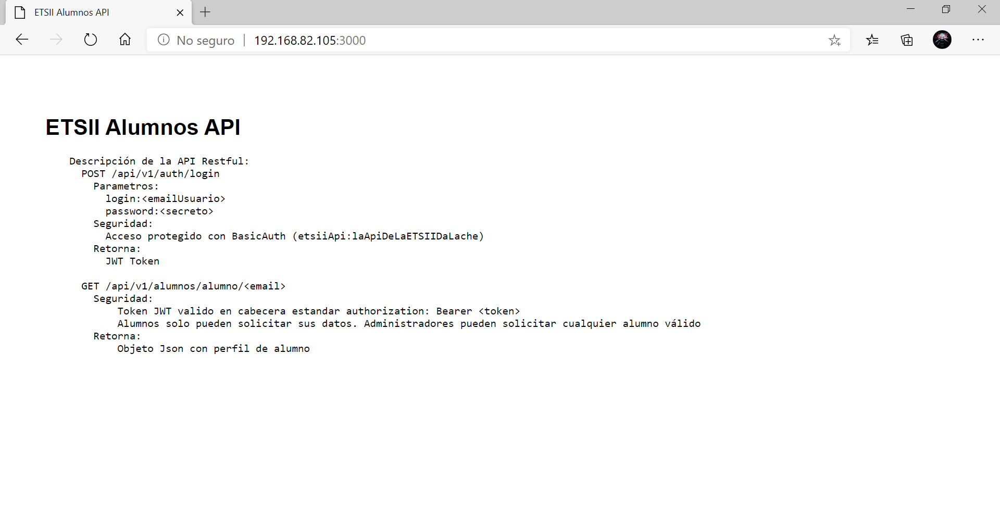 ETSII Alumnos API
No seguro | 192.168.82.105:3000
ETSII Alumnos API
Descripción de la API Restful:
POST /api/v1/auth/login
Parametros:
login:<emailUsuario>
password:<secreto>
Seguridad:
Acceso protegido con BasicAuth (etsiiApi:laApiDeLaETSIIDaLache)
Retorna:
JWT Token
GET /api/v1/alumnos/alumno/<email>
Seguridad:
Token JWT valido en cabecera estandar authorization: Bearer <token>
Alumnos solo pueden solicitar sus datos. Administradores pueden solicitar cualquier alumno válido
Retorna:
Objeto Json con perfil de alumno